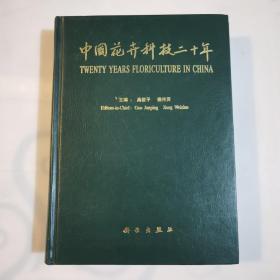 中国花卉科技二十年
TWENTY YEARS FLORICULTURE IN CHINA
主编：高俊平 姜伟贤
Editors-in-Chief: Gao Junping Jiang Weixian
科学出版社